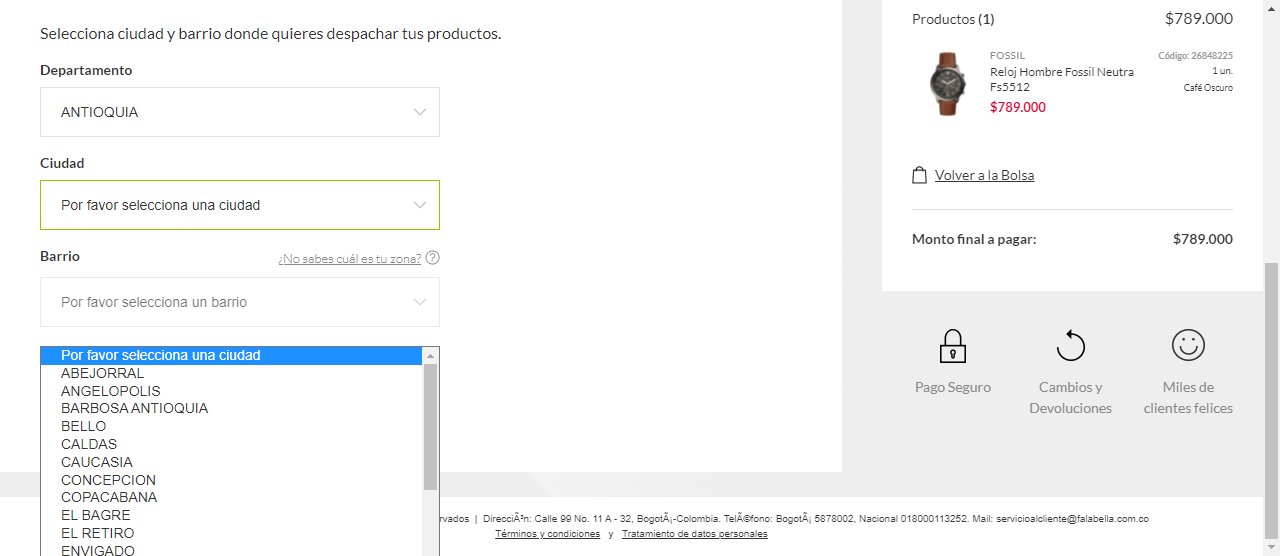 Selecciona ciudad y barrio donde quieres despachar tus productos.
Departamento
ANTIOQUIA
Ciudad
Por favor selecciona una ciudad
Barrio
¿No sabes cuál es tu zona? ?
Por favor selecciona un barrio
Por favor selecciona una ciudad
ABEJORRAL
ANGELOPOLIS
BARBOSA ANTIOQUIA
BELLO
CALDAS
CAUCASIA
CONCEPCION
COPACABANA
EL BAGRE
EL RETIRO
ENVIGADO
Productos (1) $789.000
FOSSIL
Reloj Hombre Fossil Neutra
Fs5512
$789.000
Código: 26848225
1 un.
Café Oscuro
Volver a la Bolsa
Monto final a pagar: $789.000
Pago Seguro
Cambios y
Devoluciones
Miles de
clientes felices
rvados | DirecciÃ³n: Calle 99 No. 11 A - 32, BogotÃ¡-Colombia. TelÃ©fono: BogotÃ¡ 5878002, Nacional 018000113252. Mail: servicioalcliente@falabella.com.co
Términos y condiciones y Tratamiento de datos personales